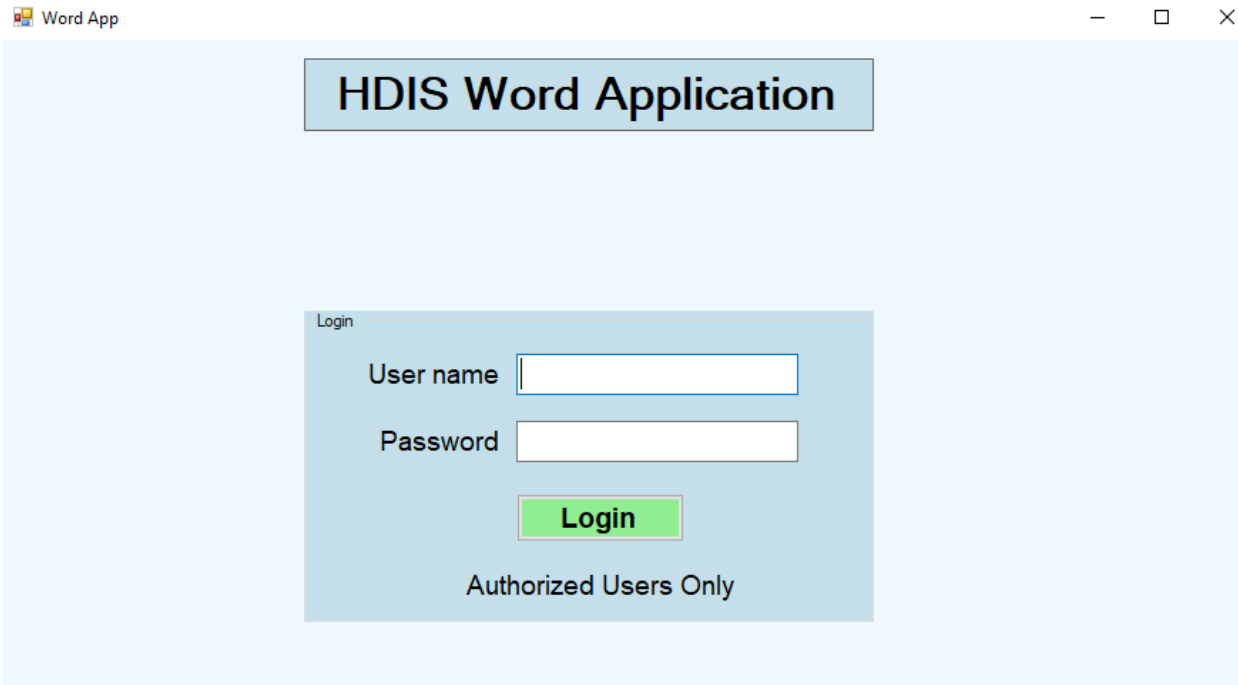 Word App
HDIS Word Application
Login
User name
Password
Login
Authorized Users Only